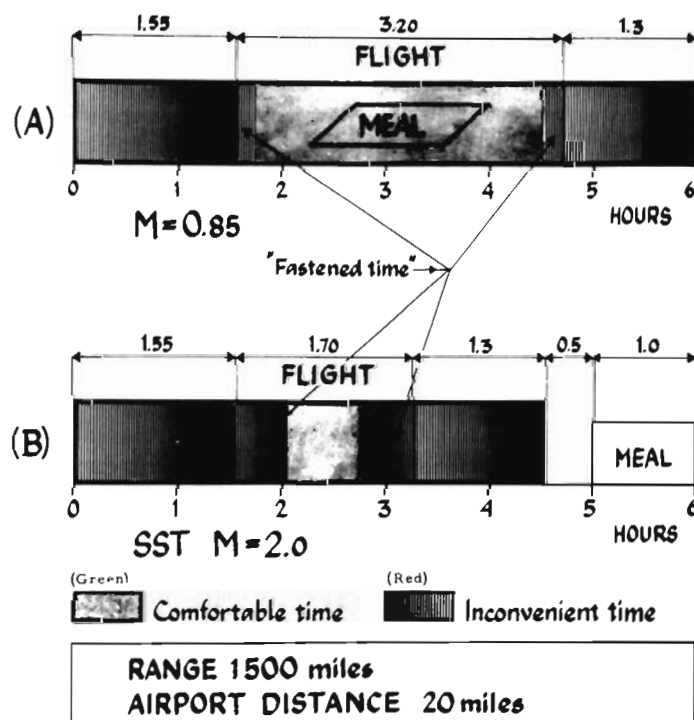 1.55 3.20 1.3
FLIGHT
(A)
MEAL
0 1 2 3 4 5 6
M=0.85 HOURS
"Fastened time"
1.55 1.70 1.3 0.5 1.0
FLIGHT
(B)
MEAL
0 1 2 3 4 5 6
SST M=2.0 HOURS
(Green) (Red)
Comfortable time Inconvenient time
RANGE 1500 miles
AIRPORT DISTANCE 20 miles